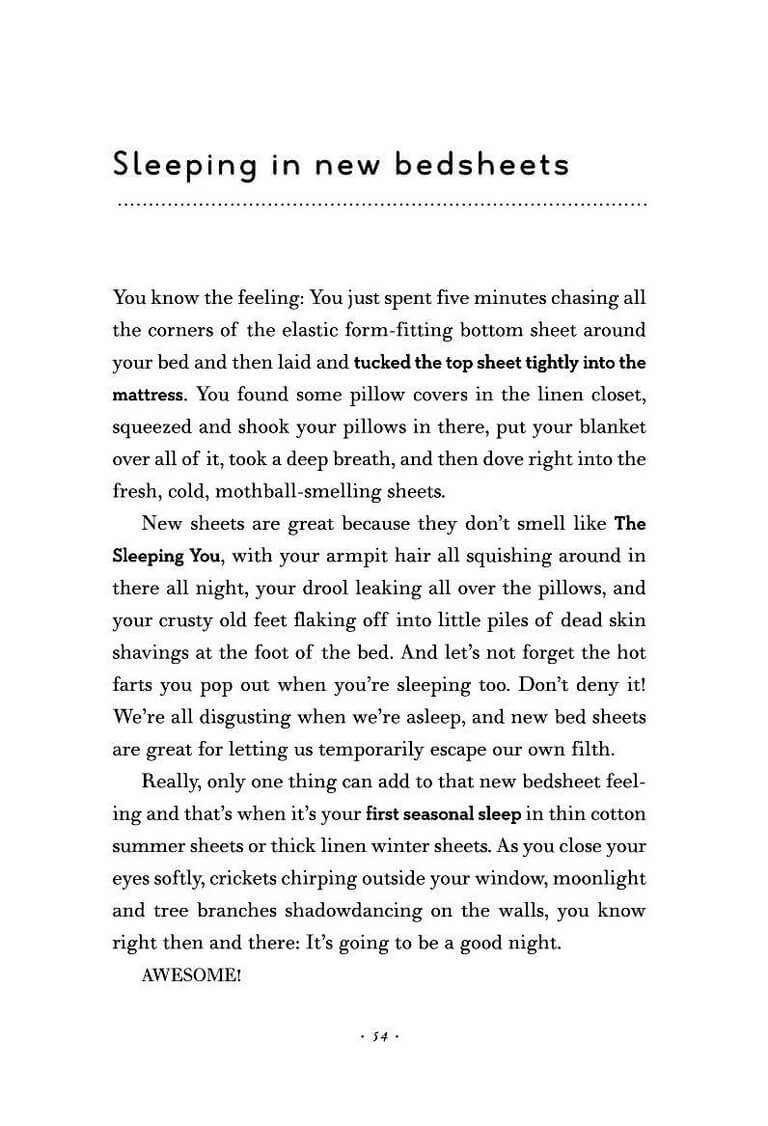 Sleeping in new bedsheets
You know the feeling: You just spent five minutes chasing all
the corners of the elastic form-fitting bottom sheet around
your bed and then laid and tucked the top sheet tightly into the
mattress. You found some pillow covers in the linen closet,
squeezed and shook your pillows in there, put your blanket
over all of it, took a deep breath, and then dove right into the
fresh, cold, mothball-smelling sheets.
New sheets are great because they don’t smell like The
Sleeping You, with your armpit hair all squishing around in
there all night, your drool leaking all over the pillows, and
your crusty old feet flaking off into little piles of dead skin
shavings at the foot of the bed. And let’s not forget the hot
farts you pop out when you’re sleeping too. Don’t deny it!
We’re all disgusting when we’re asleep, and new bed sheets
are great for letting us temporarily escape our own filth.
Really, only one thing can add to that new bedsheet feel-
ing and that’s when it’s your first seasonal sleep in thin cotton
summer sheets or thick linen winter sheets. As you close your
eyes softly, crickets chirping outside your window, moonlight
and tree branches shadowdancing on the walls, you know
right then and there: It’s going to be a good night.
AWESOME!
· 54 ·